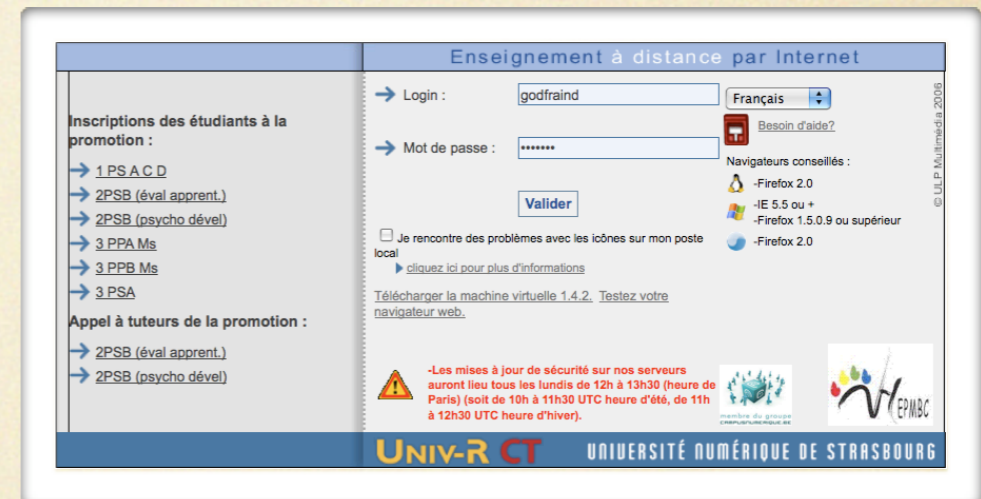 Enseignement à distance par Internet
Inscriptions des étudiants à la
promotion :
1 PS A C D
2PSB (éval apprent.)
2PSB (psycho dével)
3 PPA Ms
3 PPB Ms
3 PSA
Appel à tuteurs de la promotion :
2PSB (éval apprent.)
2PSB (psycho dével)
Login :
godfraind
Mot de passe :
•••••••
Valider
Je rencontre des problèmes avec les icônes sur mon poste
local
cliquez ici pour plus d'informations
Télécharger la machine virtuelle 1.4.2. Testez votre
navigateur web.
Français
Besoin d'aide?
Navigateurs conseillés :
-Firefox 2.0
-IE 5.5 ou +
-Firefox 1.5.0.9 ou supérieur
-Firefox 2.0
© ULP Multimédia 2006
-Les mises à jour de sécurité sur nos serveurs
auront lieu tous les lundis de 12h à 13h30 (heure de
Paris) (soit de 10h à 11h30 UTC heure d'été, de 11h
à 12h30 UTC heure d'hiver).
membre du groupe
CAMPUSNUMERIQUE.BE
HEPMBC
UNIV-R CT
UNIVERSITÉ NUMÉRIQUE DE STRASBOURG